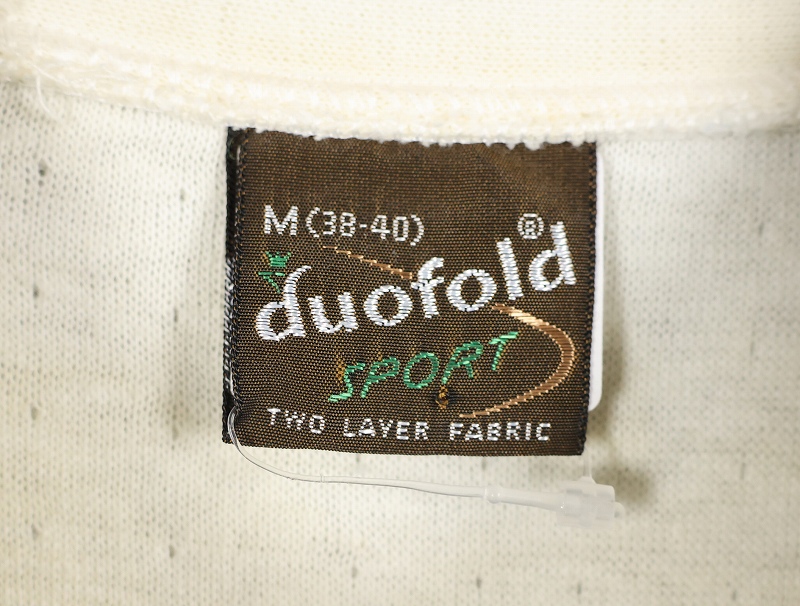 M (38-40)
duofold®
SPORT
TWO LAYER FABRIC